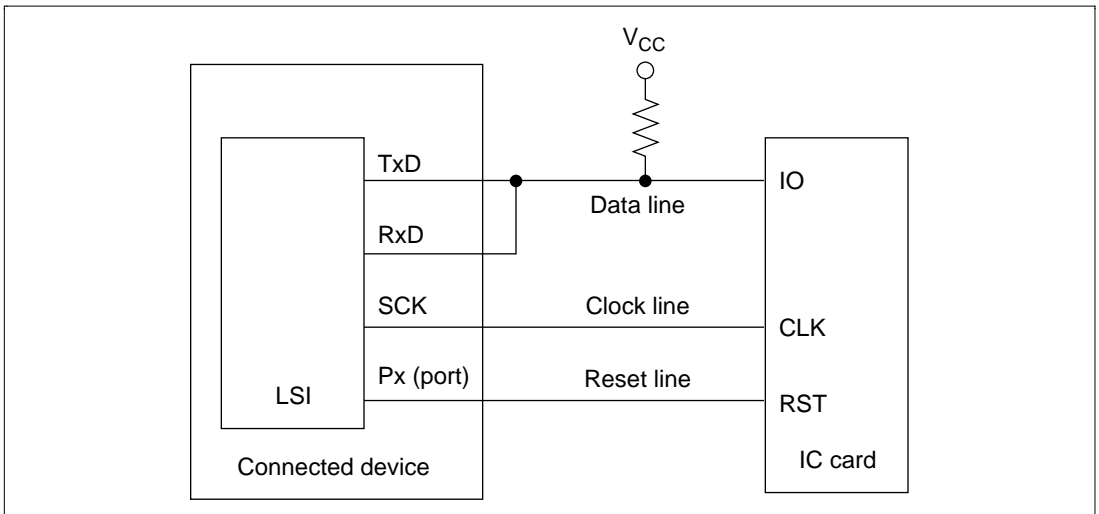 VCC
TxD
IO
Data line
RxD
SCK
Clock line
CLK
Px (port)
Reset line
LSI
RST
Connected device
IC card